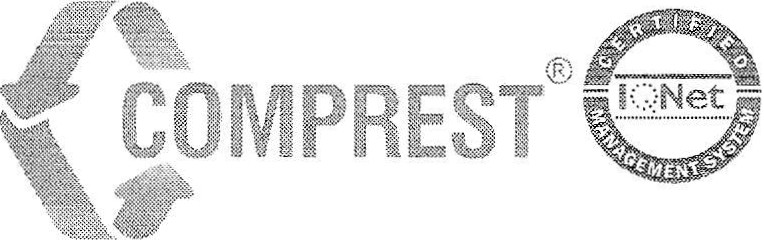 COMPREST®
CERTIFIED
IQNet
MANAGEMENT SYSTEM